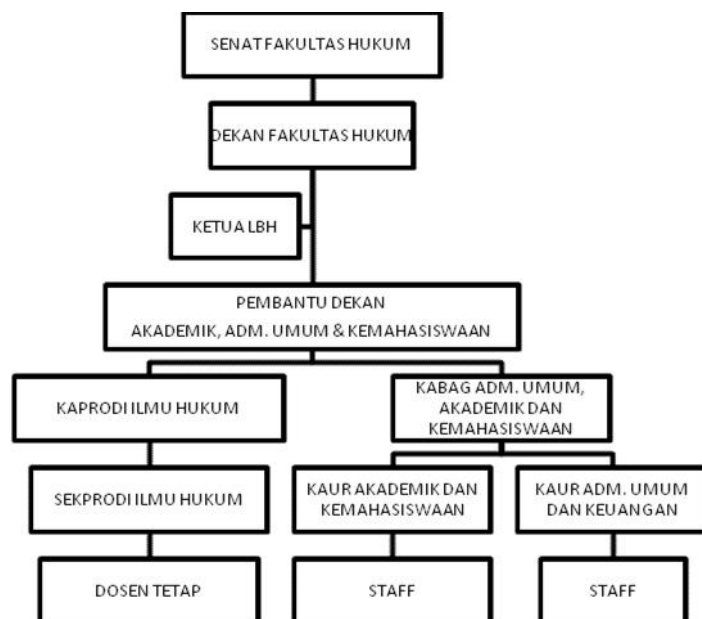 SENAT FAKULTAS HUKUM
DEKAN FAKULTAS HUKUM
KETUA LBH
PEMBANTU DEKAN
AKADEMIK, ADM. UMUM & KEMAHASISWAAN
KAPRODI ILMU HUKUM
KABAG ADM. UMUM,
AKADEMIK DAN
KEMAHASISWAAN
SEKPRODI ILMU HUKUM
KAUR AKADEMIK DAN
KEMAHASISWAAN
KAUR ADM. UMUM
DAN KEUANGAN
DOSEN TETAP
STAFF
STAFF